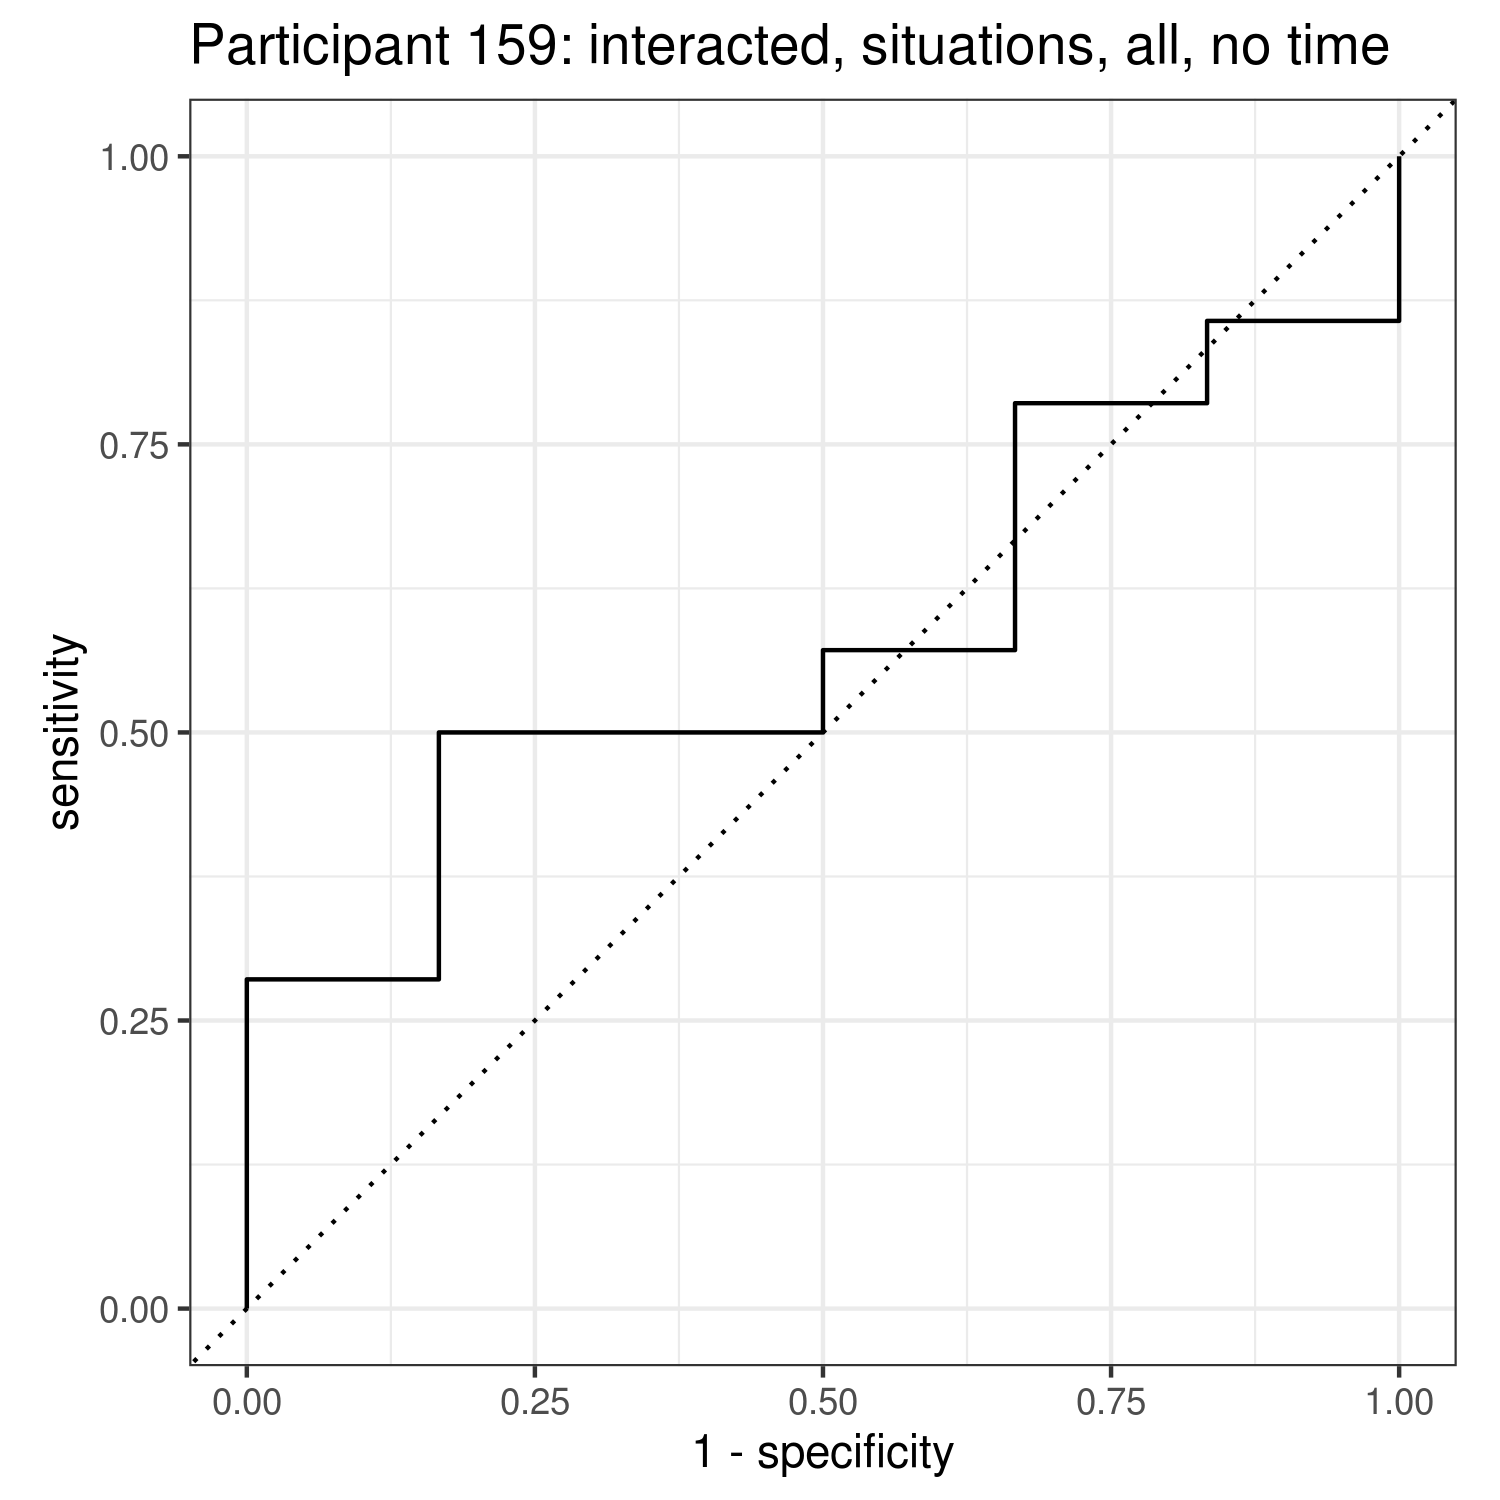 Participant 159: interacted, situations, all, no time
1.00
0.75
0.50
0.25
0.00
sensitivity
0.00 0.25 0.50 0.75 1.00
1 - specificity